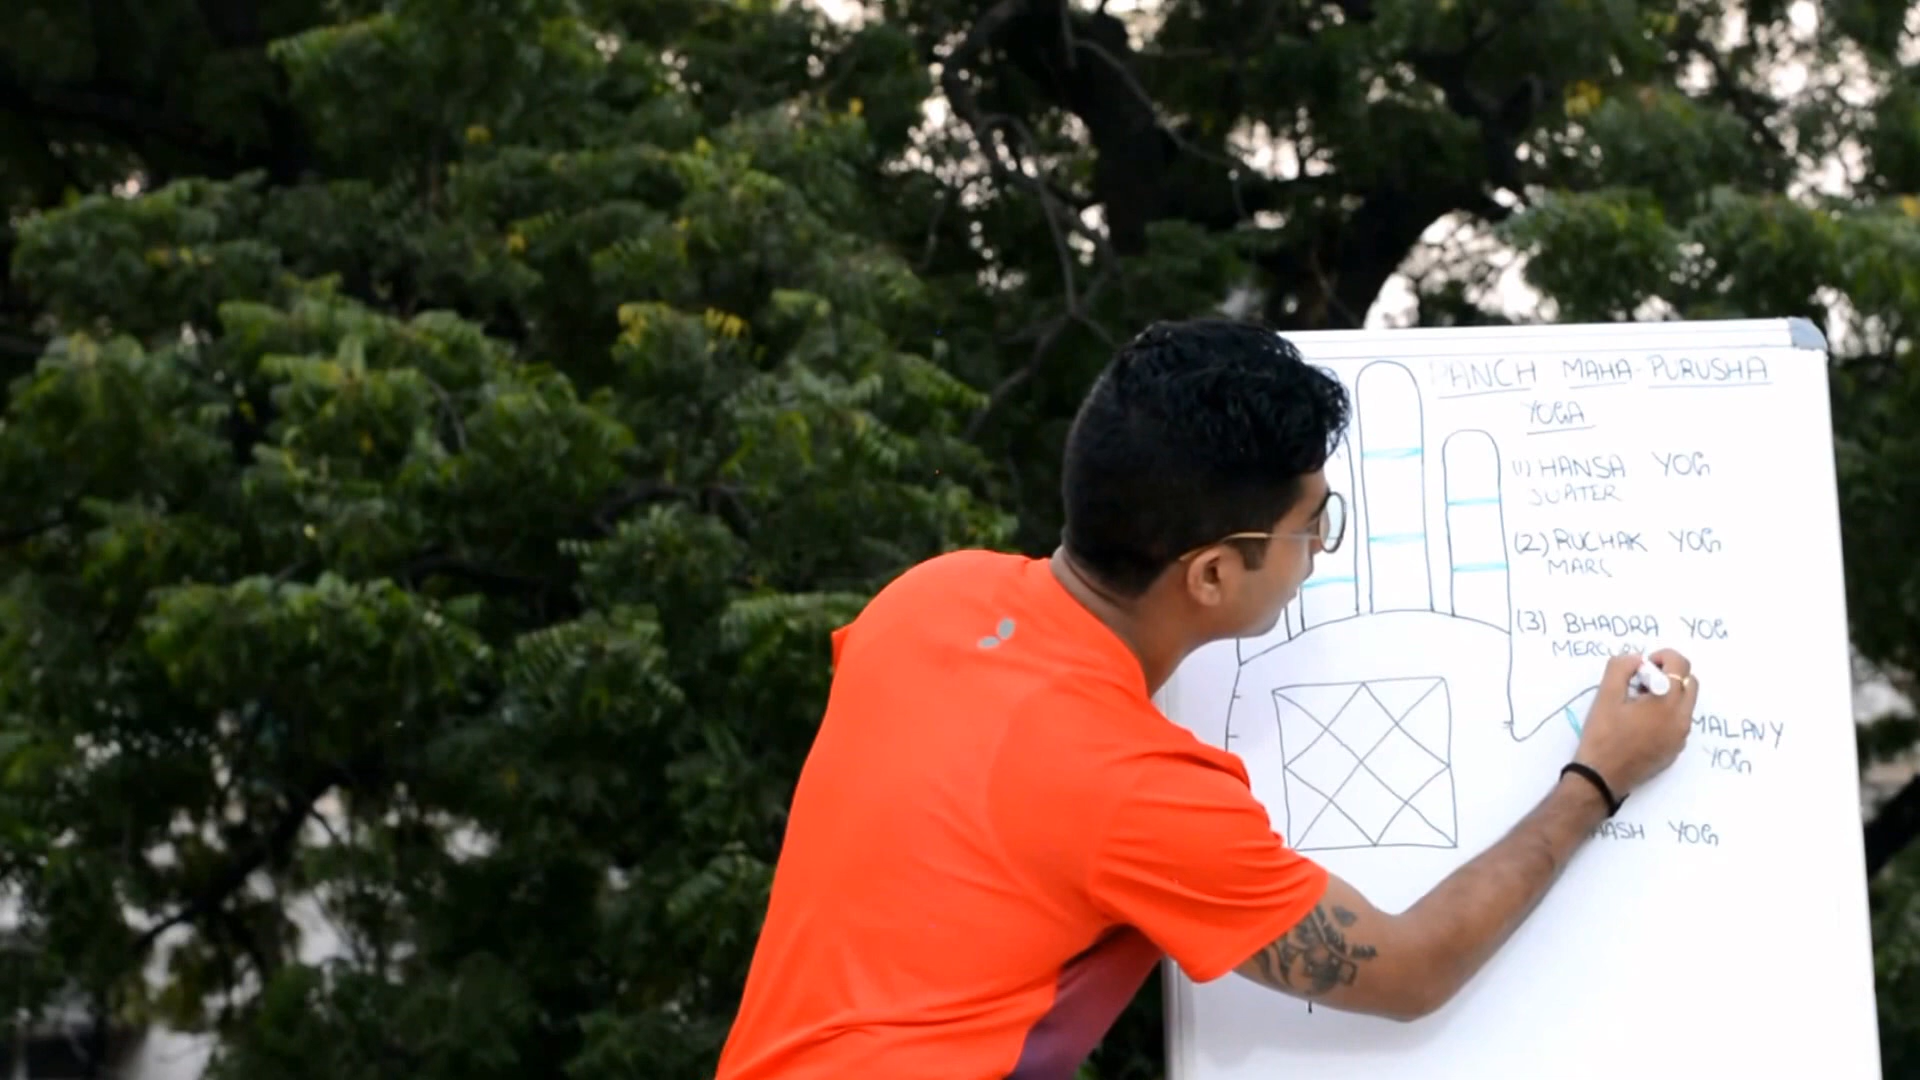 PANCH MAHA-PURUSHA
YOGA
(1) HANSA YOG
JUPITER
(2) RUCHAK YOG
MARS
(3) BHADRA YOG
MERCURY
MALAVY
YOG
HASH YOG